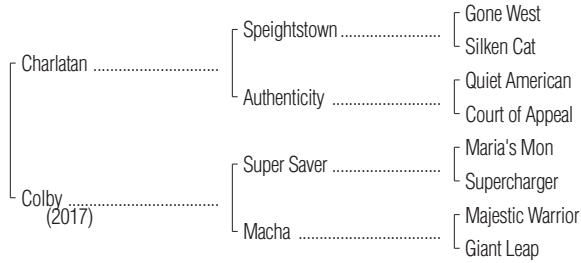 Gone West
Speightstown
Silken Cat
Charlatan
Quiet American
Authenticity
Court of Appeal
Maria's Mon
Super Saver
Supercharger
Colby
(2017)
Majestic Warrior
Macha
Giant Leap